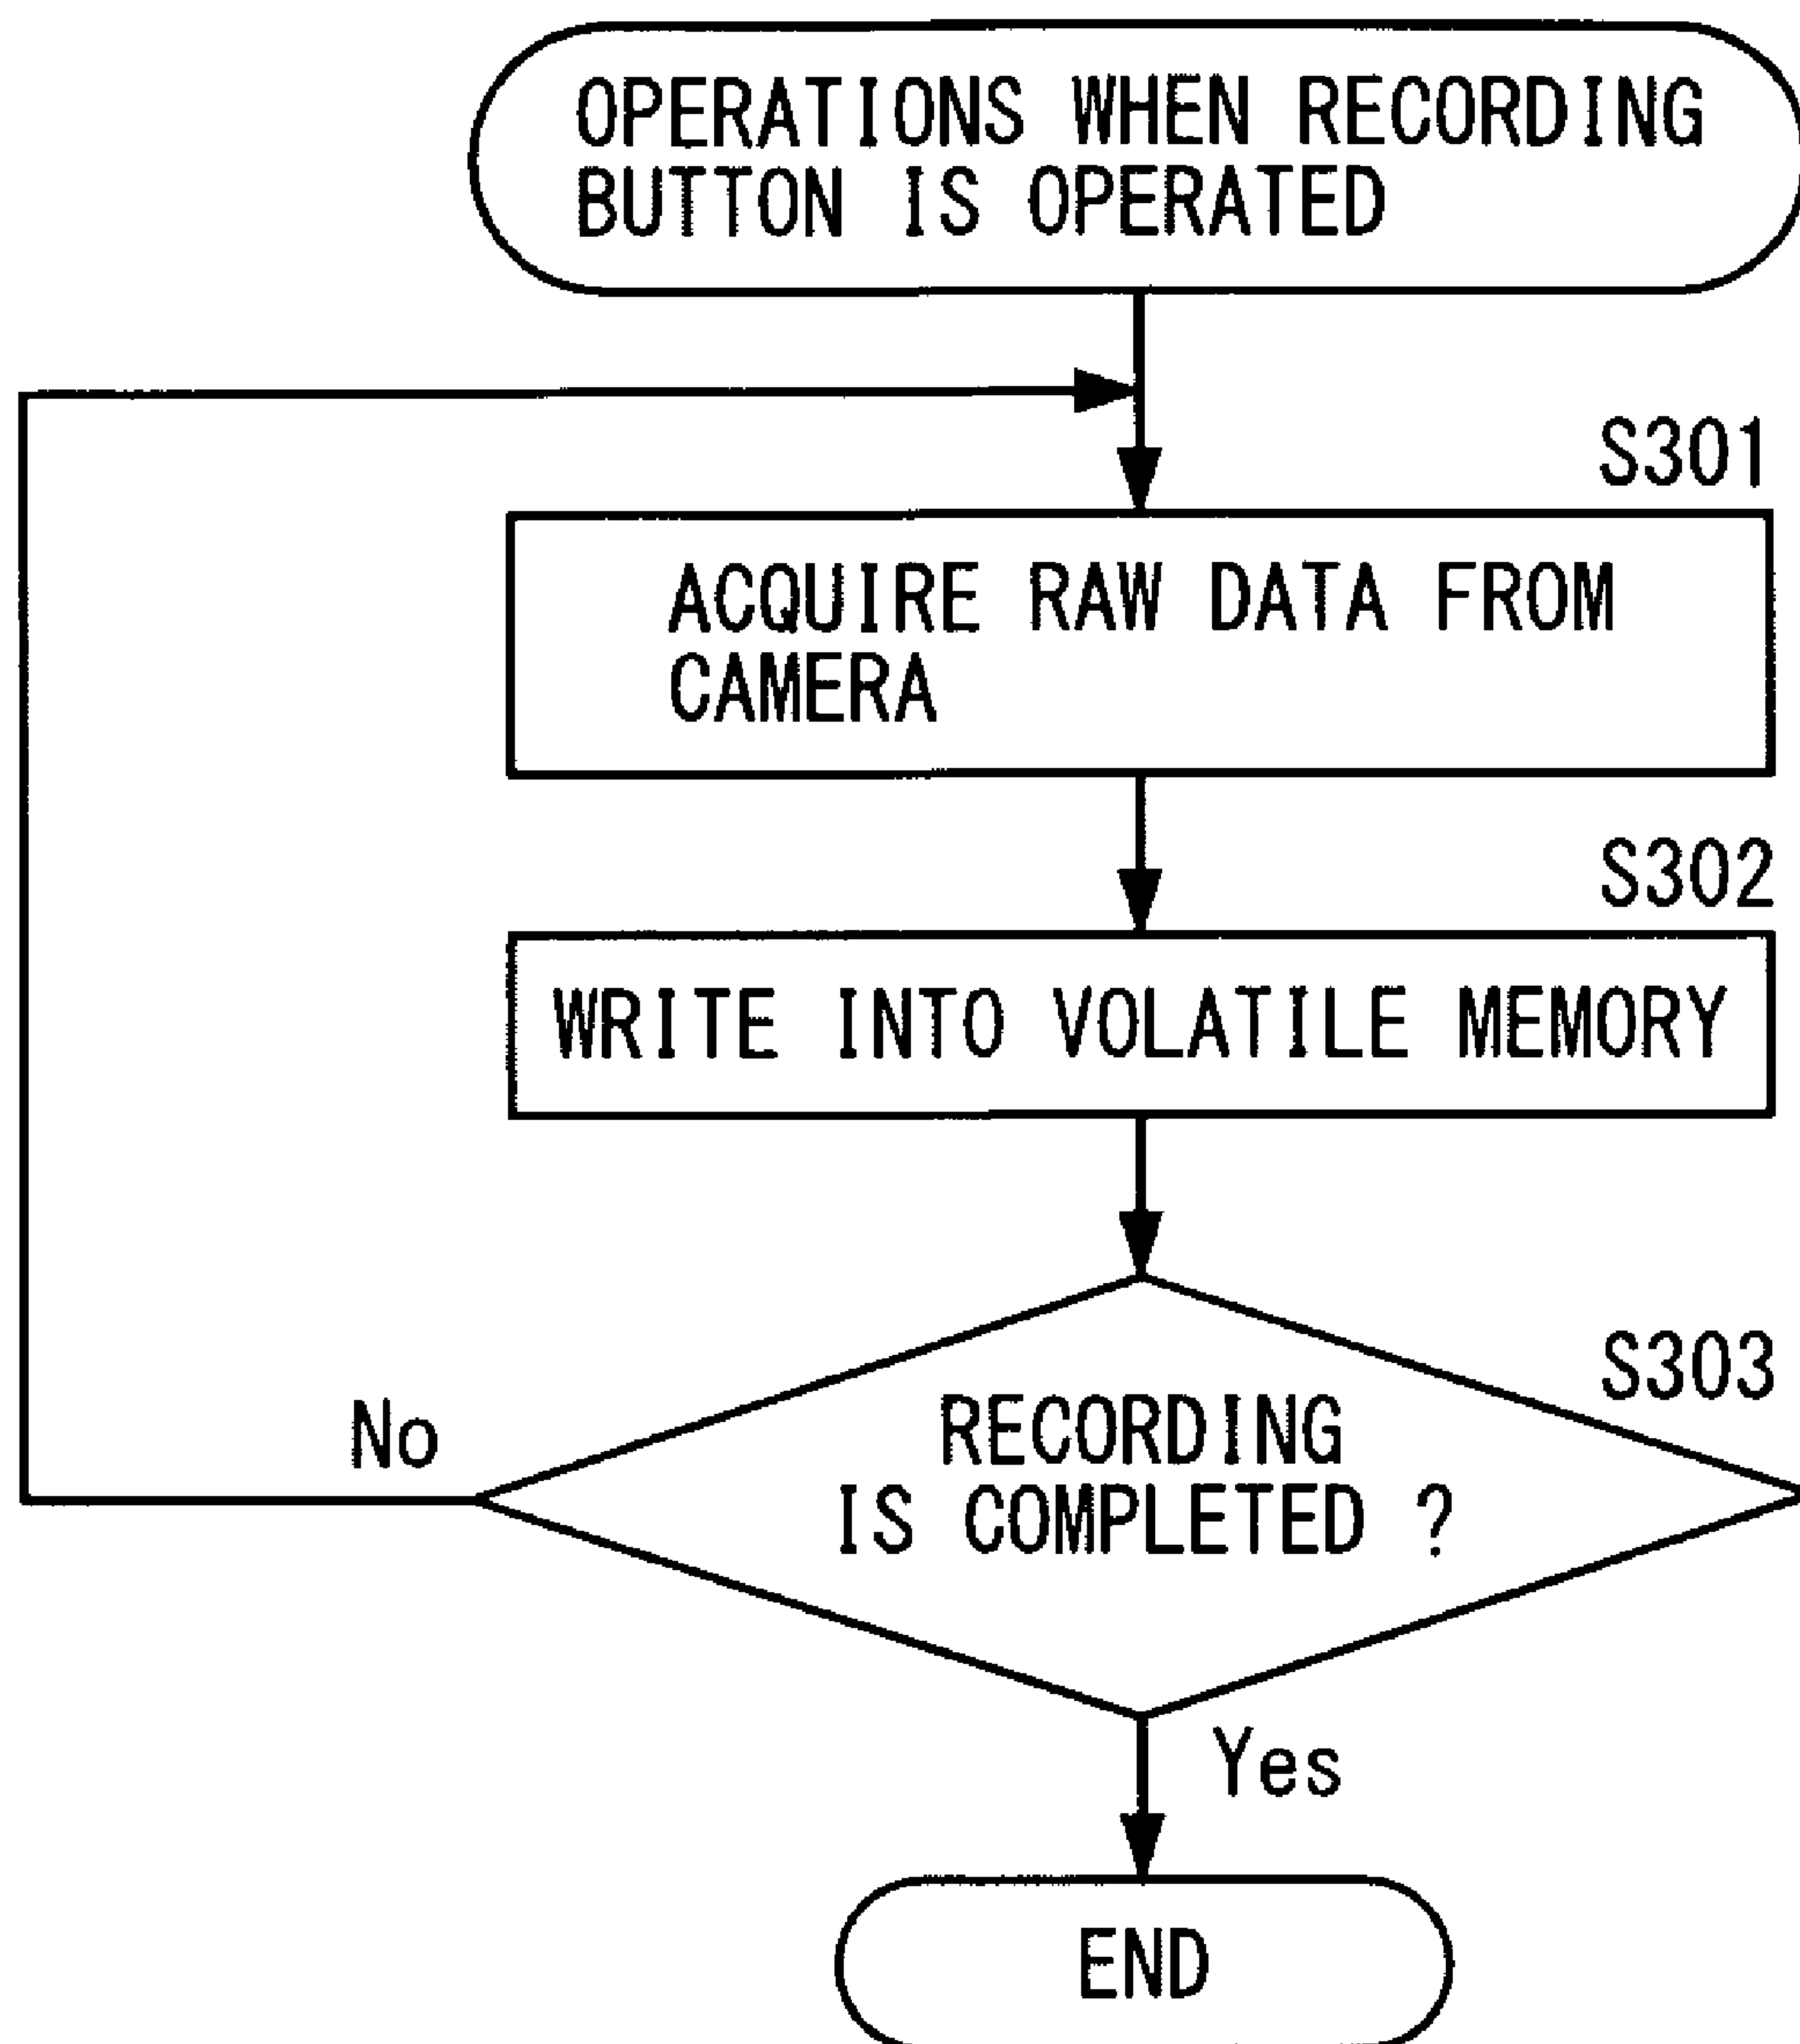 OPERATIONS WHEN RECORDING
BUTTON IS OPERATED
S301
ACQUIRE RAW DATA FROM
CAMERA
S302
WRITE INTO VOLATILE MEMORY
S303
No
RECORDING
IS COMPLETED ?
Yes
END